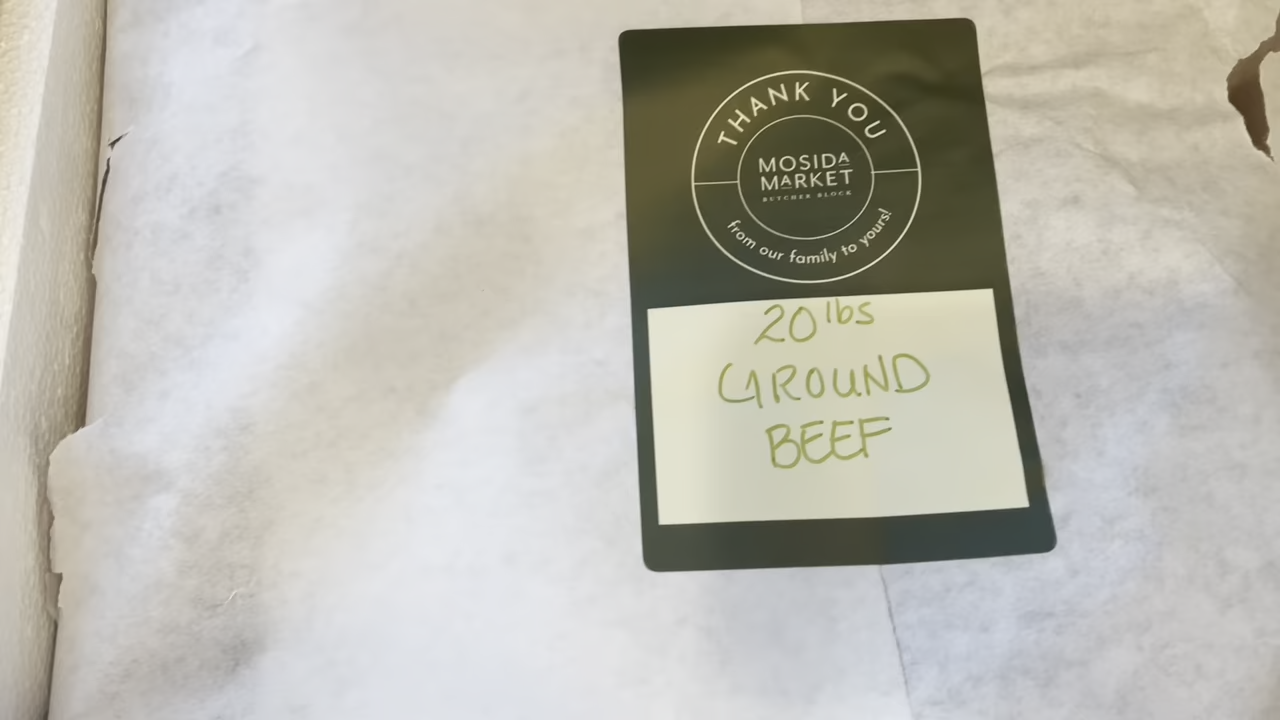 THANK YOU
MOSIDA
MARKET
BUTCHER BLOCK
from our family to yours!
20 lbs
GROUND
BEEF